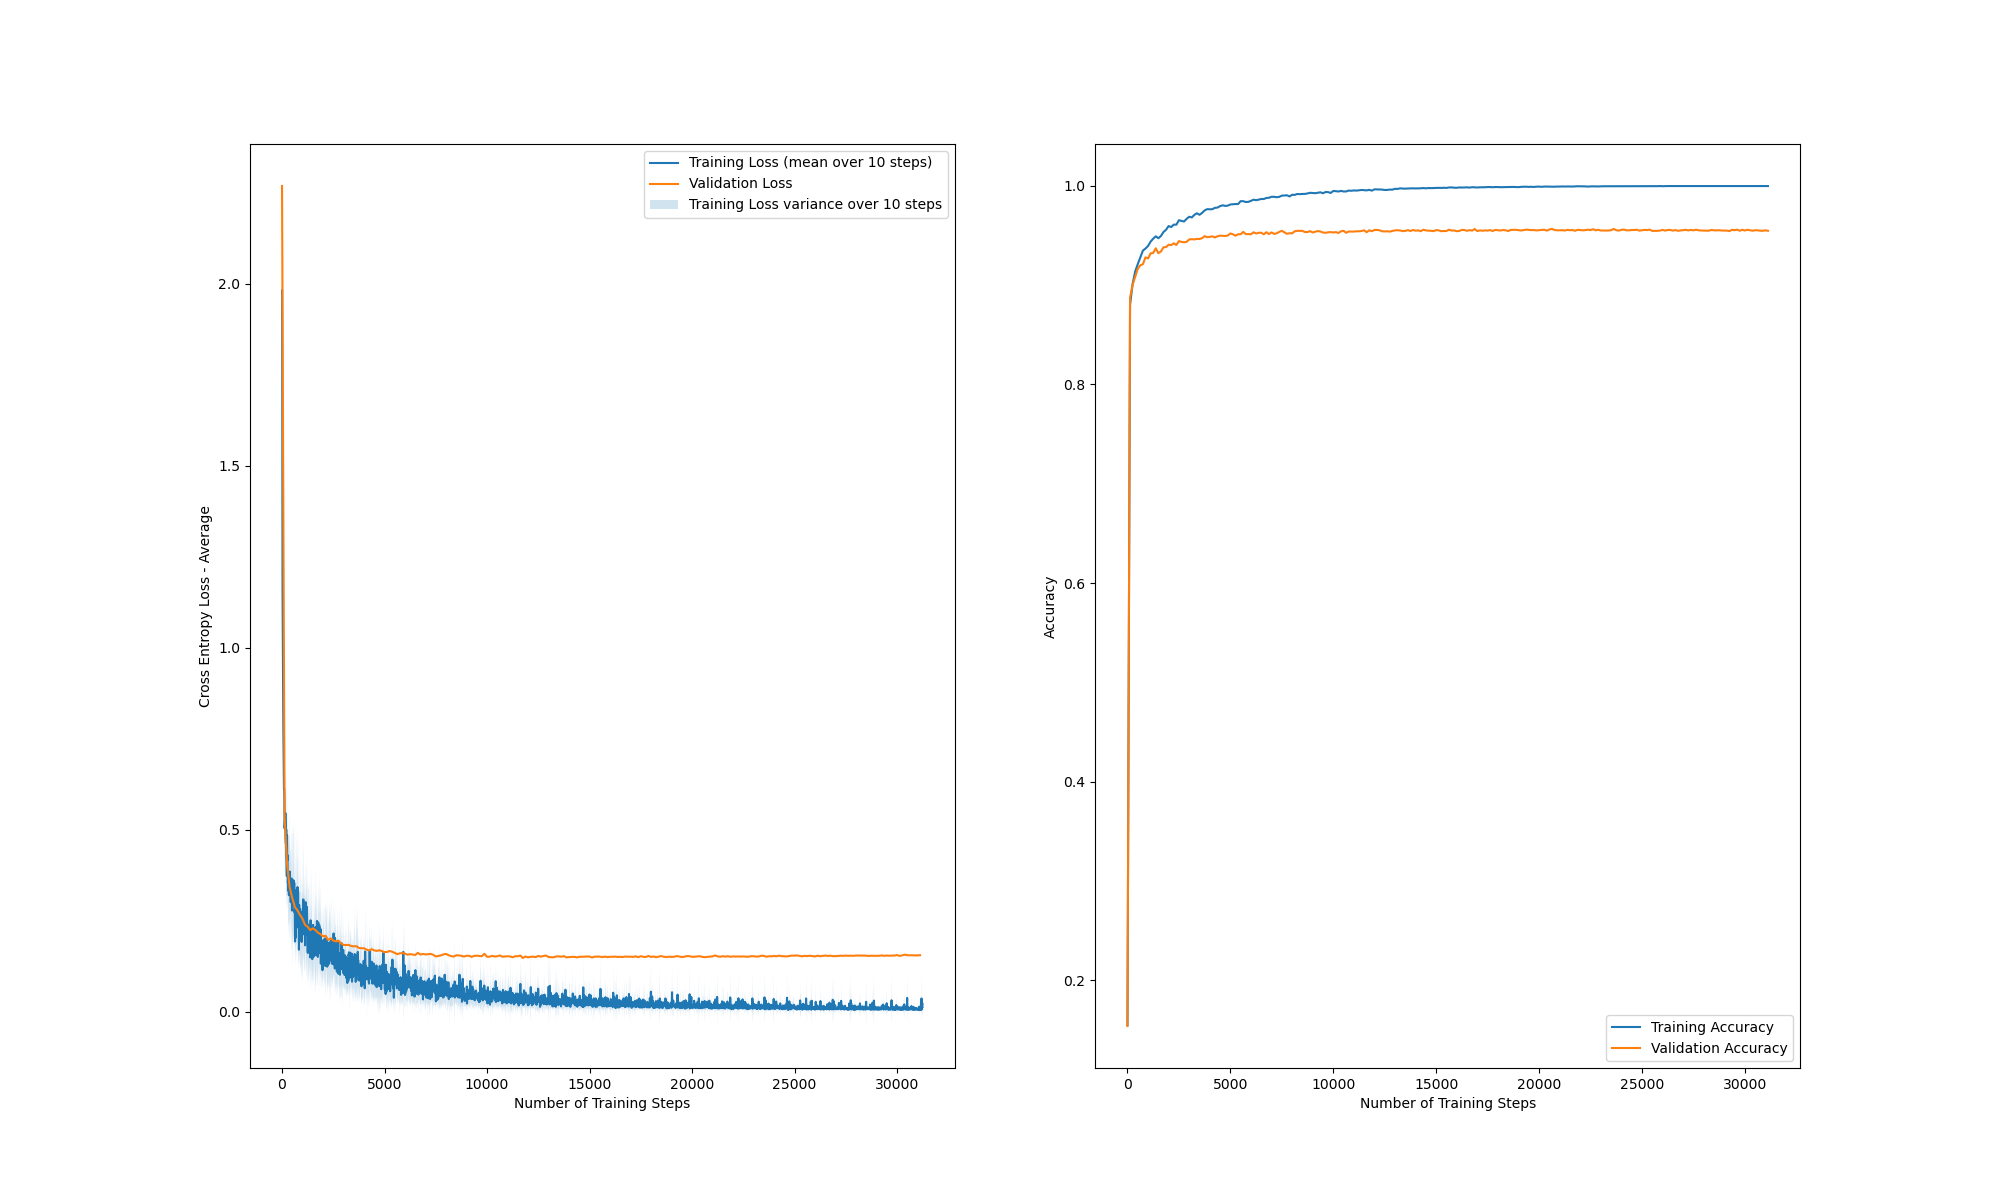 Training Loss (mean over 10 steps)
Validation Loss
Training Loss variance over 10 steps
2.0
1.5
1.0
0.5
0.0
Cross Entropy Loss - Average
0 5000 10000 15000 20000 25000 30000
Number of Training Steps
1.0
0.8
0.6
0.4
0.2
Accuracy
Training Accuracy
Validation Accuracy
0 5000 10000 15000 20000 25000 30000
Number of Training Steps